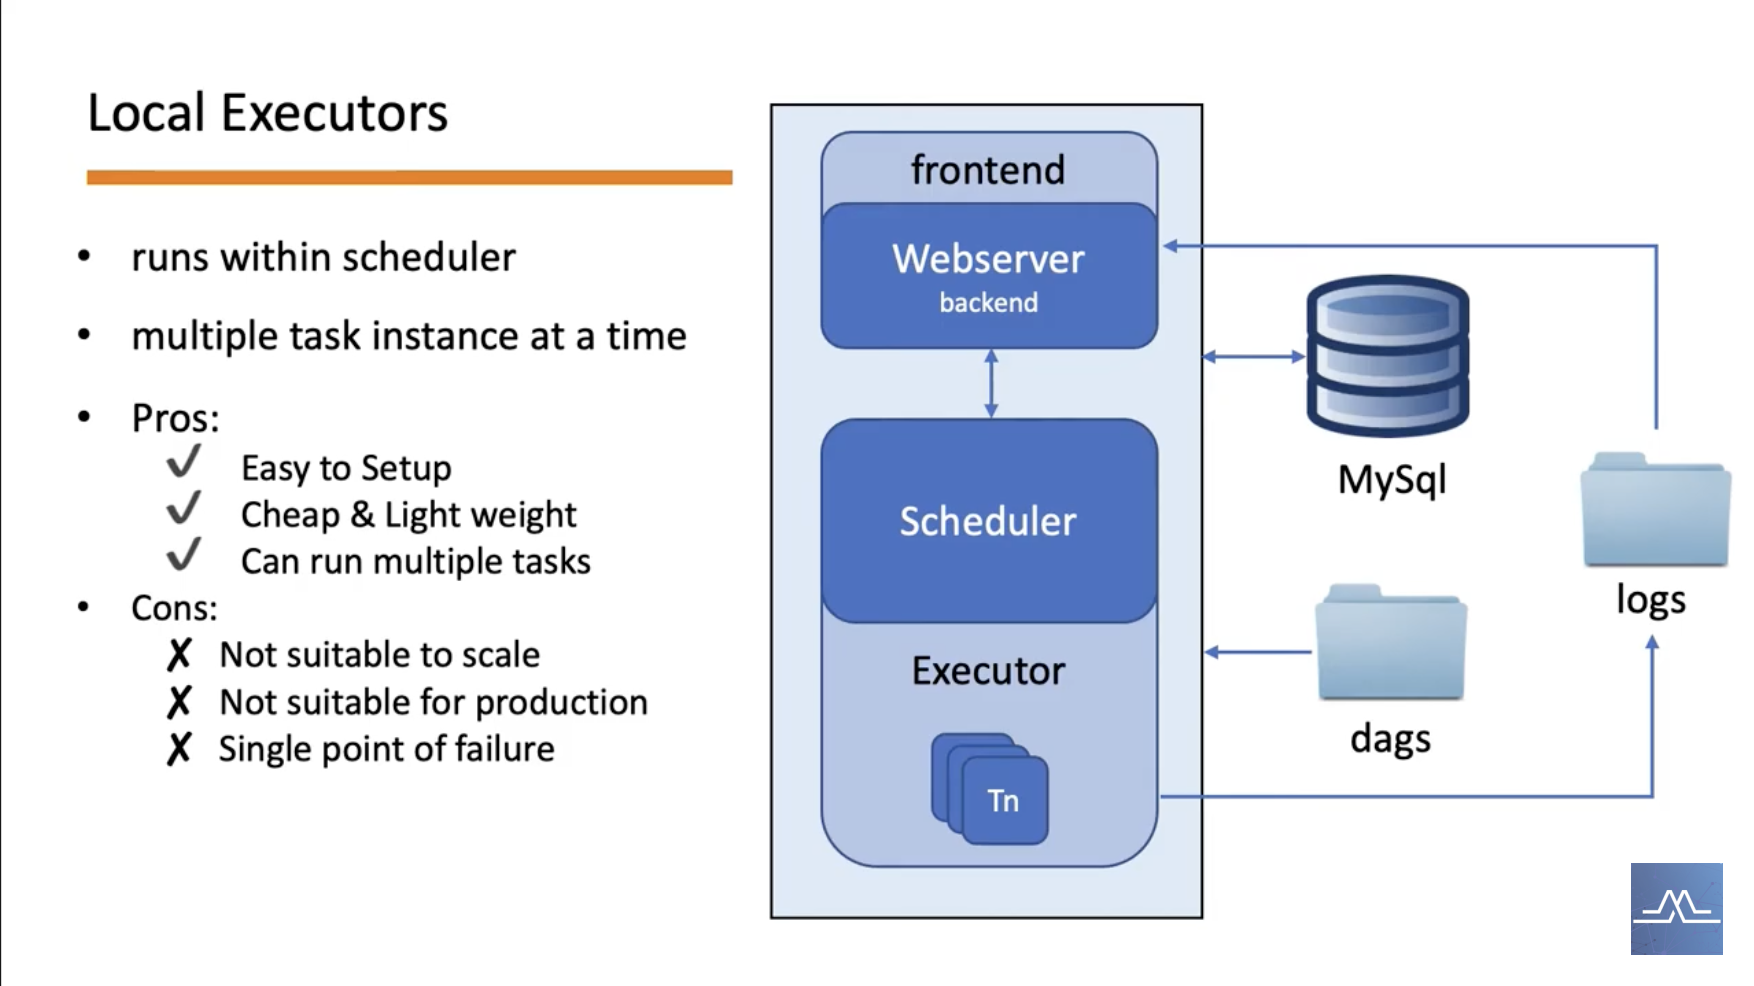 Local Executors
• runs within scheduler
• multiple task instance at a time
• Pros:
✓ Easy to Setup
✓ Cheap & Light weight
✓ Can run multiple tasks
• Cons:
✗ Not suitable to scale
✗ Not suitable for production
✗ Single point of failure
frontend
Webserver
backend
Scheduler
Executor
Tn
MySql
logs
dags